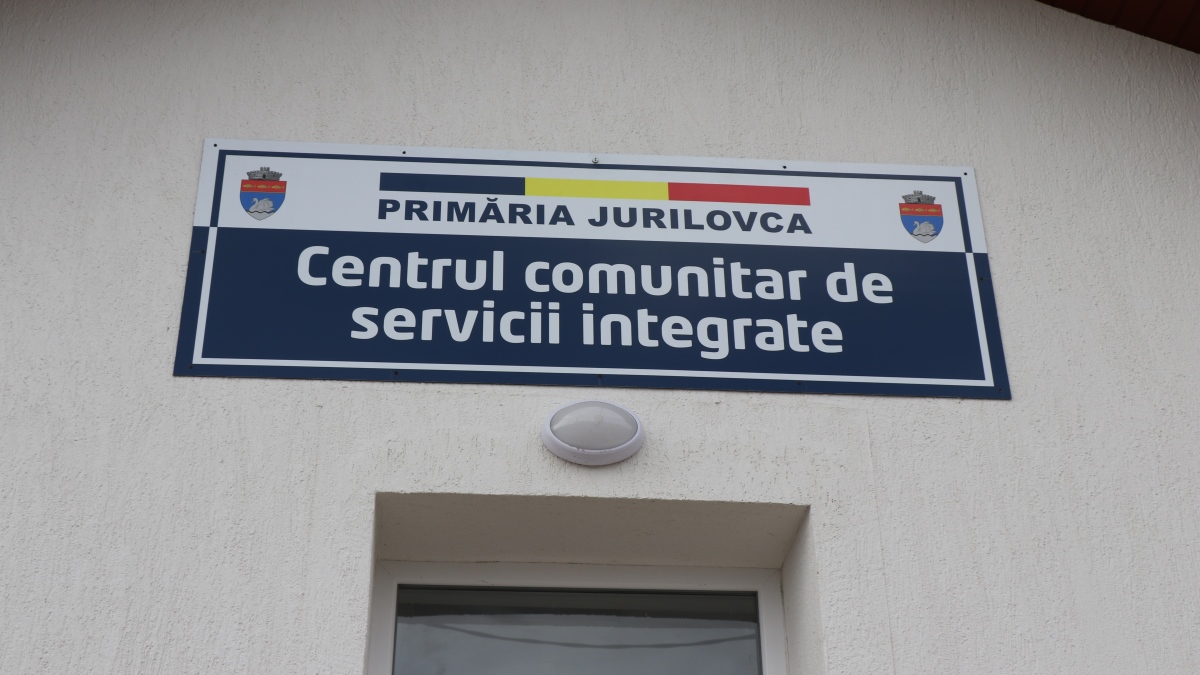 PRIMĂRIA JURILOVCA
Centrul comunitar de
servicii integrate